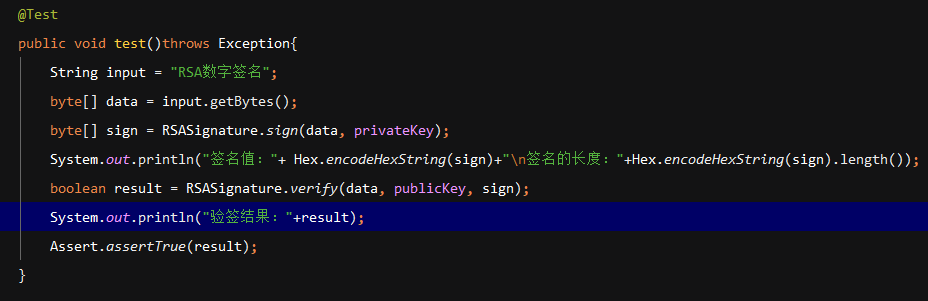 @Test
public void test()throws Exception{
String input = "RSA数字签名";
byte[] data = input.getBytes();
byte[] sign = RSASignature.sign(data, privateKey);
System.out.println("签名值："+ Hex.encodeHexString(sign)+"\n签名的长度："+Hex.encodeHexString(sign).length());
boolean result = RSASignature.verify(data, publicKey, sign);
System.out.println("验签结果："+result);
Assert.assertTrue(result);
}